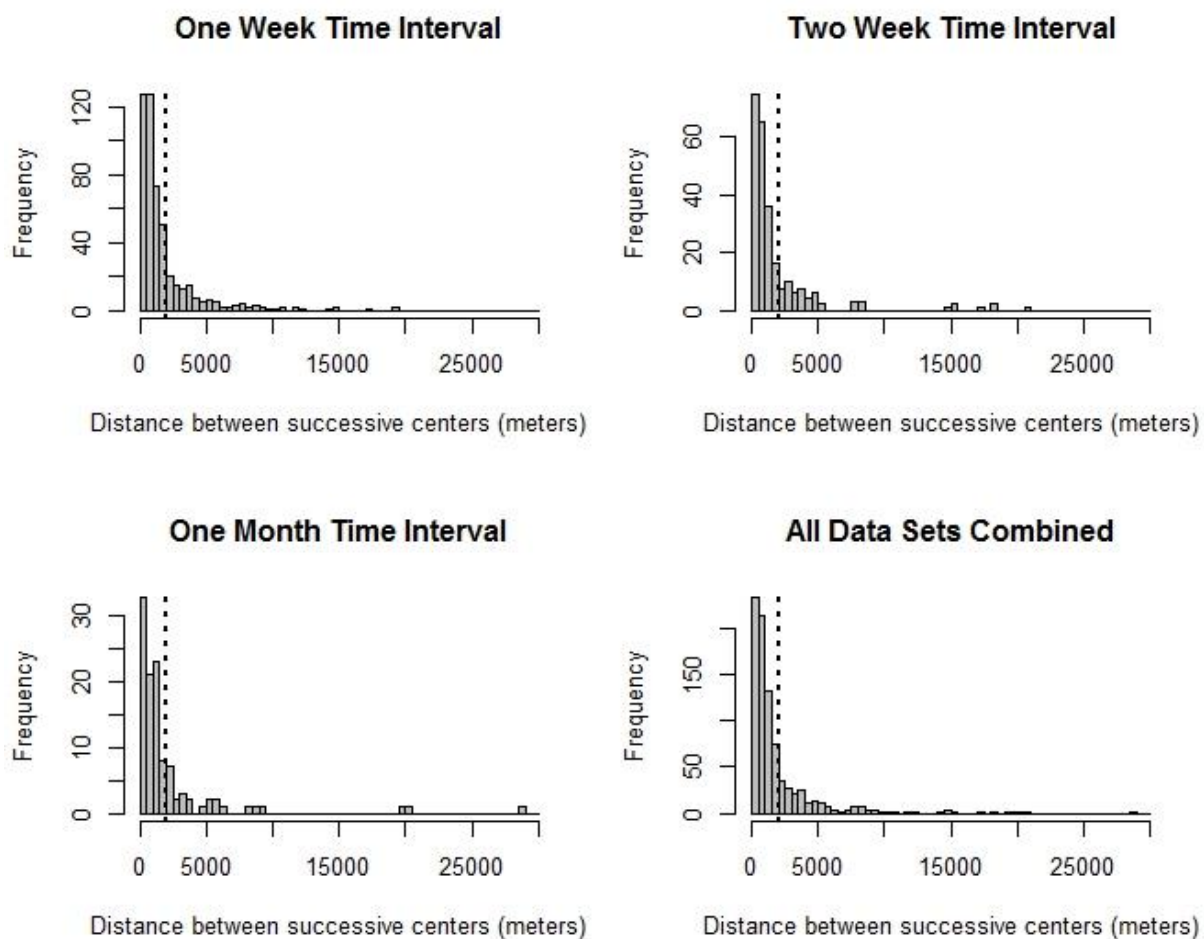 One Week Time Interval
Two Week Time Interval
Frequency
0 40 80 120
0 5000 15000 25000
Distance between successive centers (meters)
Frequency
0 20 40 60
0 5000 15000 25000
Distance between successive centers (meters)
One Month Time Interval
All Data Sets Combined
Frequency
0 10 20 30
0 5000 15000 25000
Distance between successive centers (meters)
Frequency
0 50 150
0 5000 15000 25000
Distance between successive centers (meters)